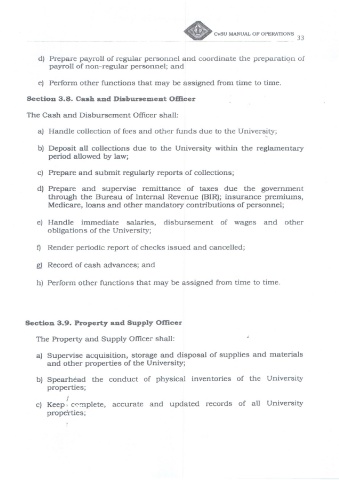 CvSU MANUAL OF OPERATIONS 33
d) Prepare payroll of regular personnel and coordinate the preparation of
payroll of non-regular personnel; and
e) Perform other functions that may be assigned from time to time.
Section 3.8. Cash and Disbursement Officer
The Cash and Disbursement Officer shall:
a) Handle collection of fees and other funds due to the University;
b) Deposit all collections due to the University within the reglamentary
period allowed by law;
c) Prepare and submit regularly reports of collections;
d) Prepare and supervise remittance of taxes due the government
through the Bureau of Internal Revenue (BIR); insurance premiums,
Medicare, loans and other mandatory contributions of personnel;
e) Handle immediate salaries, disbursement of wages and other
obligations of the University;
f) Render periodic report of checks issued and cancelled;
g) Record of cash advances; and
h) Perform other functions that may be assigned from time to time.
Section 3.9. Property and Supply Officer
The Property and Supply Officer shall:
a) Supervise acquisition, storage and disposal of supplies and materials
and other properties of the University;
b) Spearhead the conduct of physical inventories of the University
properties;
c) Keep complete, accurate and updated records of all University
properties;